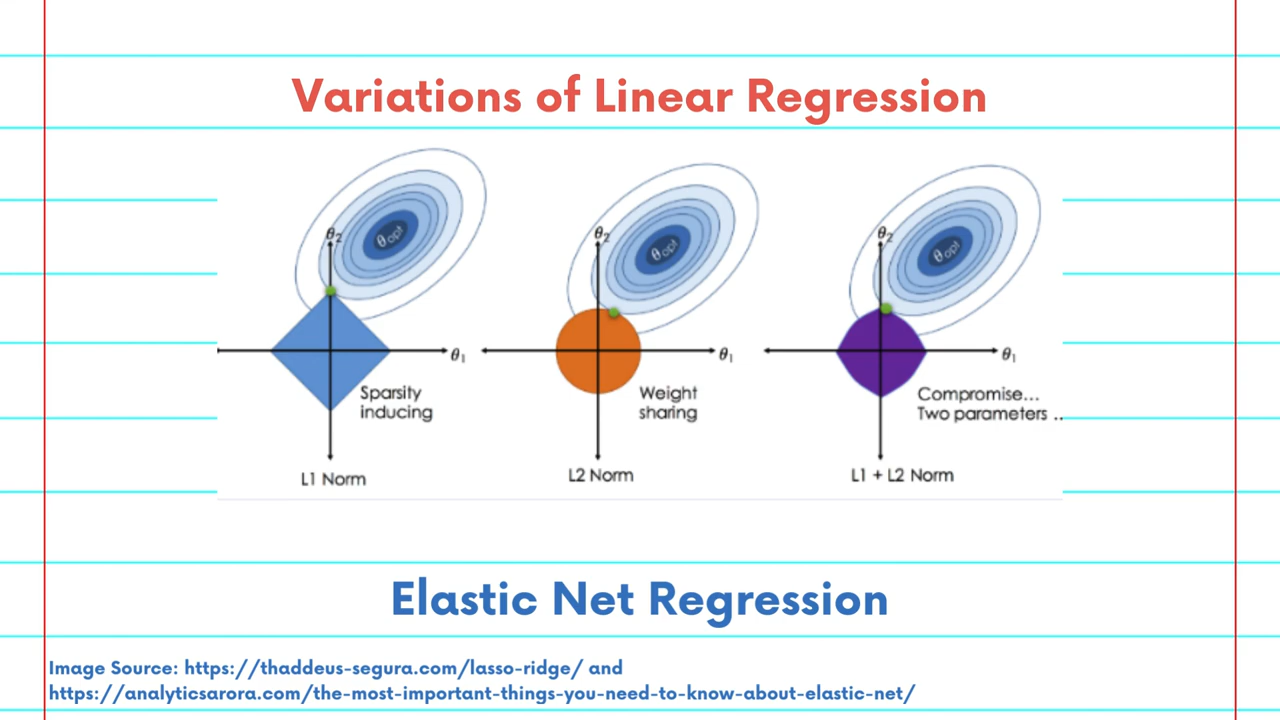 Variations of Linear Regression
θ₂ θ₂ θ₂
θopt θopt θopt
θ₁ θ₁ θ₁
Sparsity
inducing
Weight
sharing
Compromise...
Two parameters ..
L1 Norm
L2 Norm
L1 + L2 Norm
Elastic Net Regression
Image Source: https://thaddeus-segura.com/lasso-ridge/ and
https://analyticsarora.com/the-most-important-things-you-need-to-know-about-elastic-net/